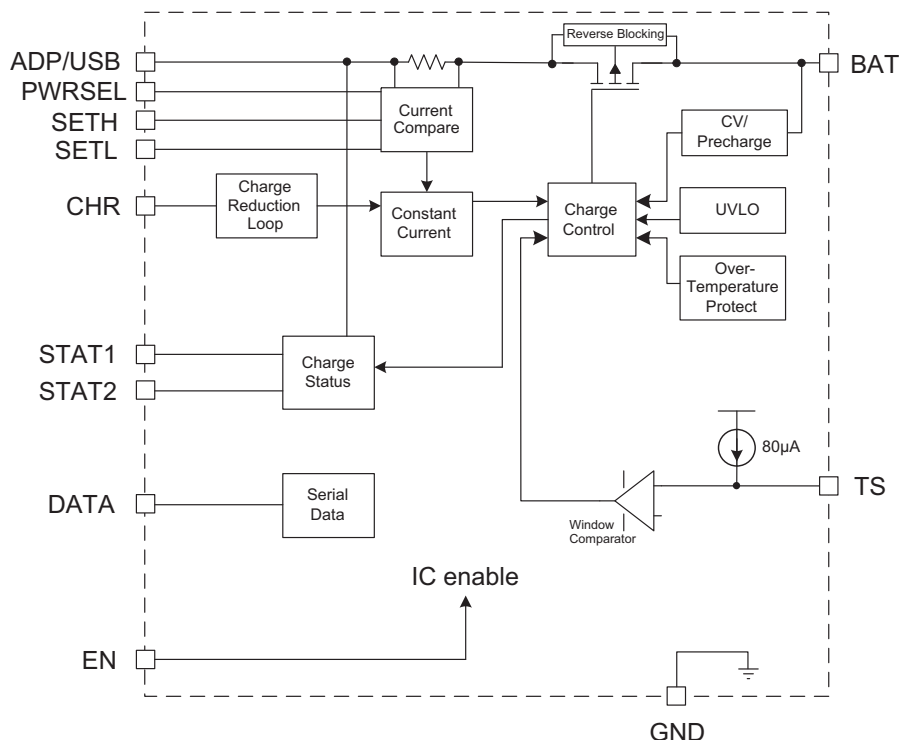 Reverse Blocking
ADP/USB
BAT
PWRSEL
SETH
SETL
Current
Compare
CV/
Precharge
CHR
Charge
Reduction
Loop
Constant
Current
Charge
Control
UVLO
Over-
Temperature
Protect
STAT1
STAT2
Charge
Status
80µA
TS
DATA
Serial
Data
Window
Comparator
IC enable
EN
GND